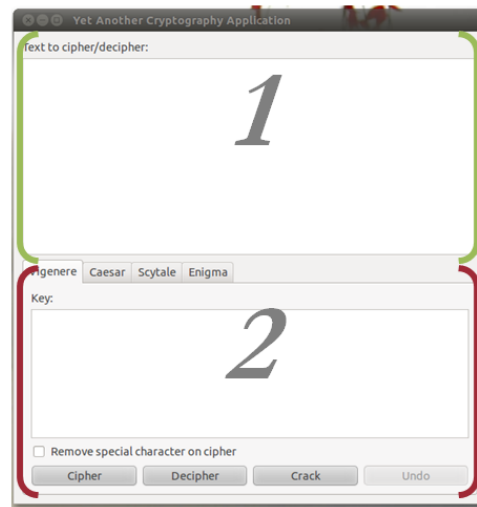 Yet Another Cryptography Application
Text to cipher/decipher:
1
Vigenere Caesar Scytale Enigma
Key:
2
Remove special character on cipher
Cipher Decipher Crack Undo